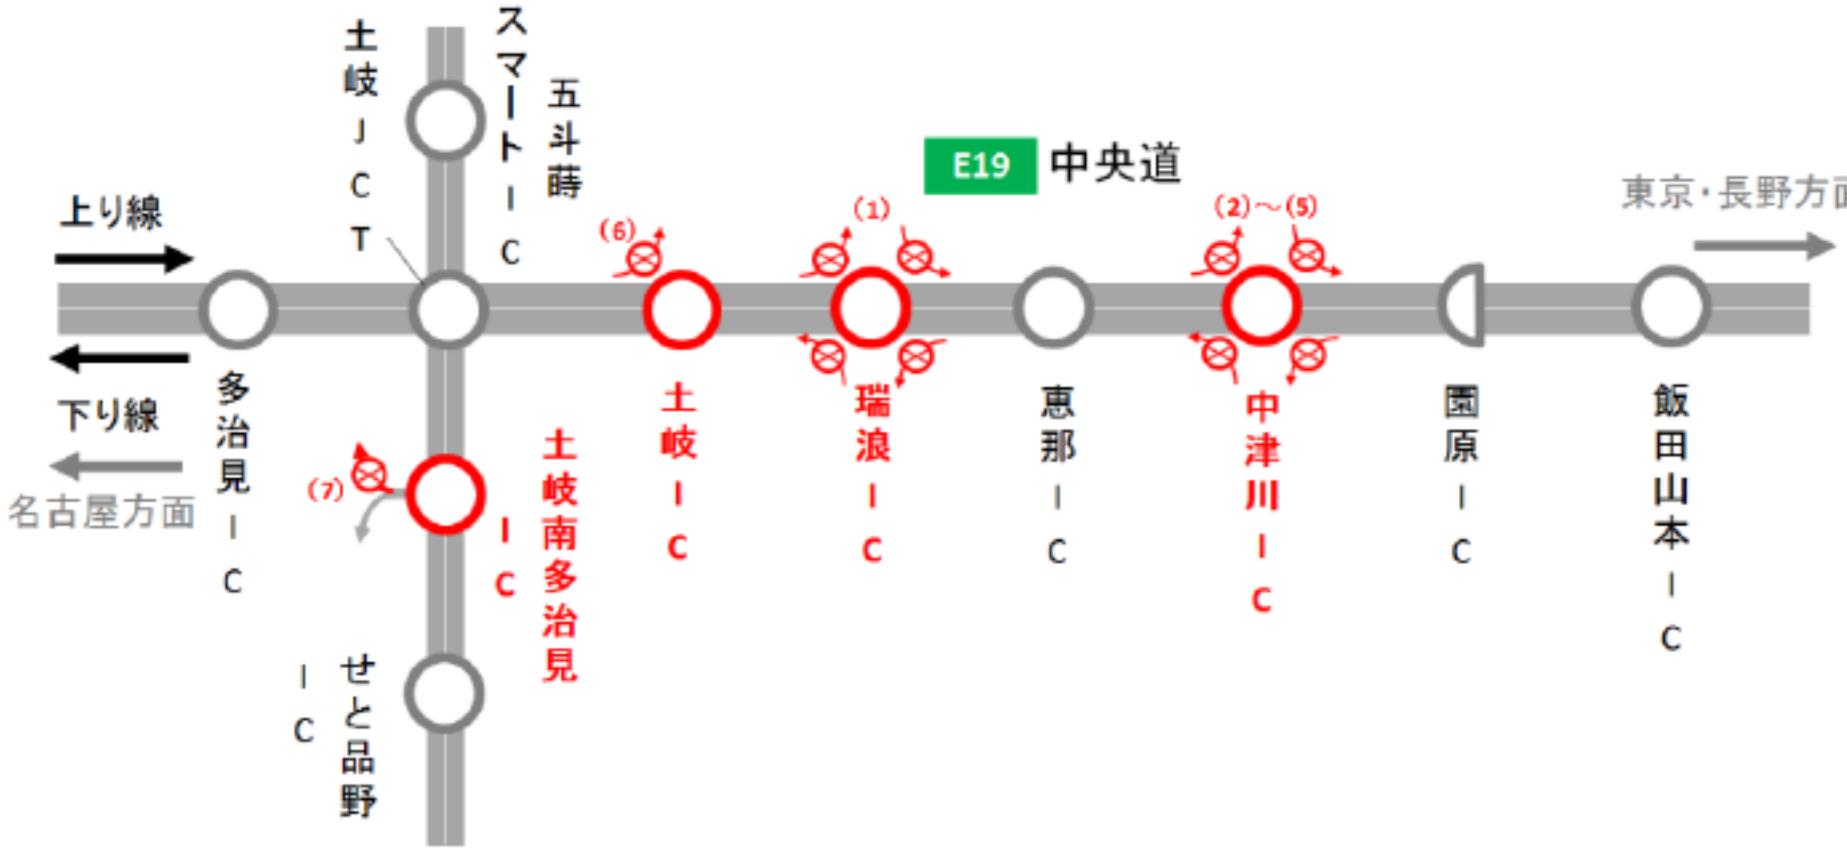 土岐JCT
スマートIC
五斗蒔
E19 中央道
東京・長野方面
上り線
(6)
(1)
(2)～(5)
下り線
名古屋方面
多治見IC
土岐IC
瑞浪IC
恵那IC
中津川IC
園原IC
飯田山本IC
(7)
土岐南多治見
IC
せと品野
IC